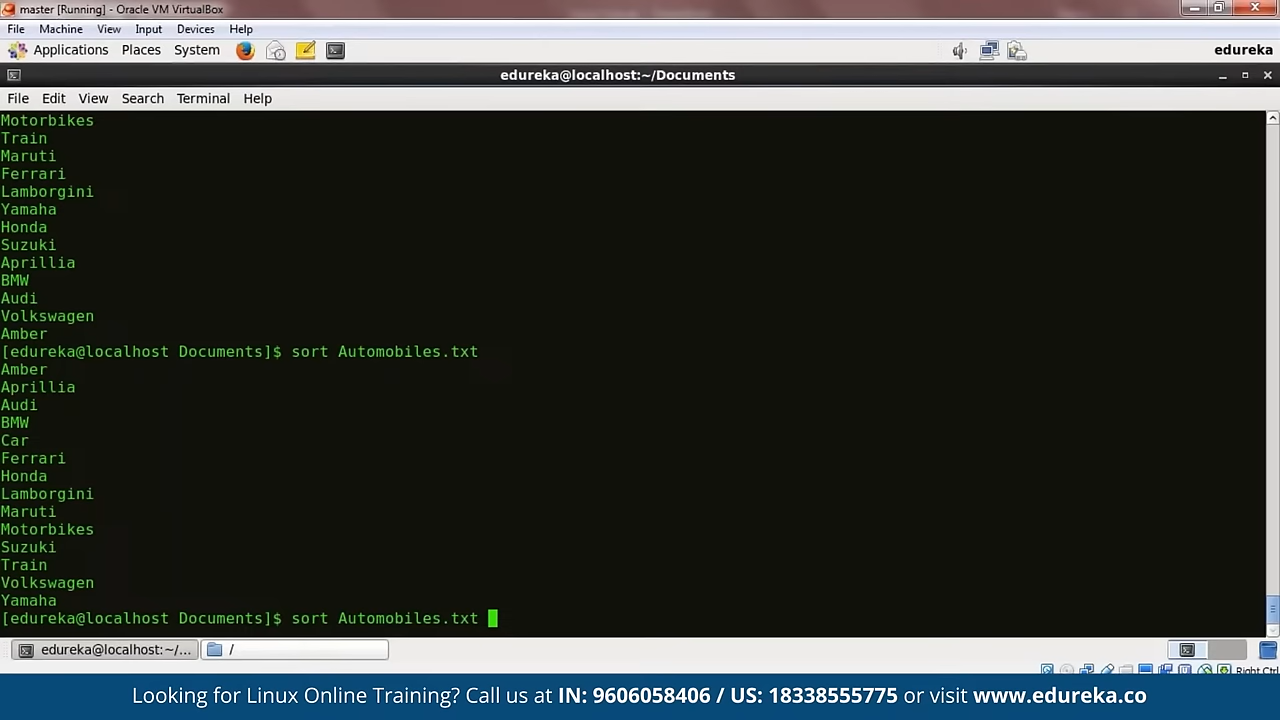 master [Running] - Oracle VM VirtualBox
File Machine View Input Devices Help
Applications Places System edureka
edureka@localhost:~/Documents
File Edit View Search Terminal Help
Motorbikes
Train
Maruti
Ferrari
Lamborgini
Yamaha
Honda
Suzuki
Aprillia
BMW
Audi
Volkswagen
Amber
[edureka@localhost Documents]$ sort Automobiles.txt
Amber
Aprillia
Audi
BMW
Car
Ferrari
Honda
Lamborgini
Maruti
Motorbikes
Suzuki
Train
Volkswagen
Yamaha
[edureka@localhost Documents]$ sort Automobiles.txt
edureka@localhost:~/... /
Right Ctrl
Looking for Linux Online Training? Call us at IN: 9606058406 / US: 18338555775 or visit www.edureka.co